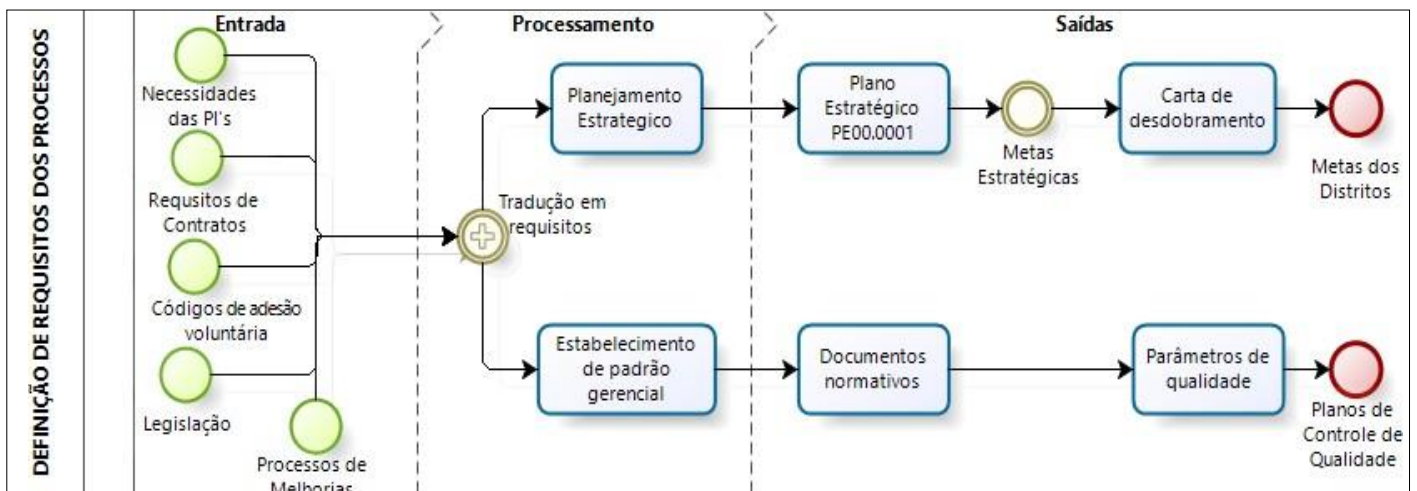 DEFINIÇÃO DE REQUISITOS DOS PROCESSOS
Entrada
Necessidades
das PI's
Requsitos de
Contratos
Códigos de adesão
voluntária
Legislação
Processos de
Melhorias
Processamento
Tradução em
requisitos
Planejamento
Estrategico
Estabelecimento
de padrão
gerencial
Saídas
Plano
Estratégico
PE00.0001
Metas
Estratégicas
Carta de
desdobramento
Metas dos
Distritos
Documentos
normativos
Parâmetros de
qualidade
Planos de
Controle de
Qualidade